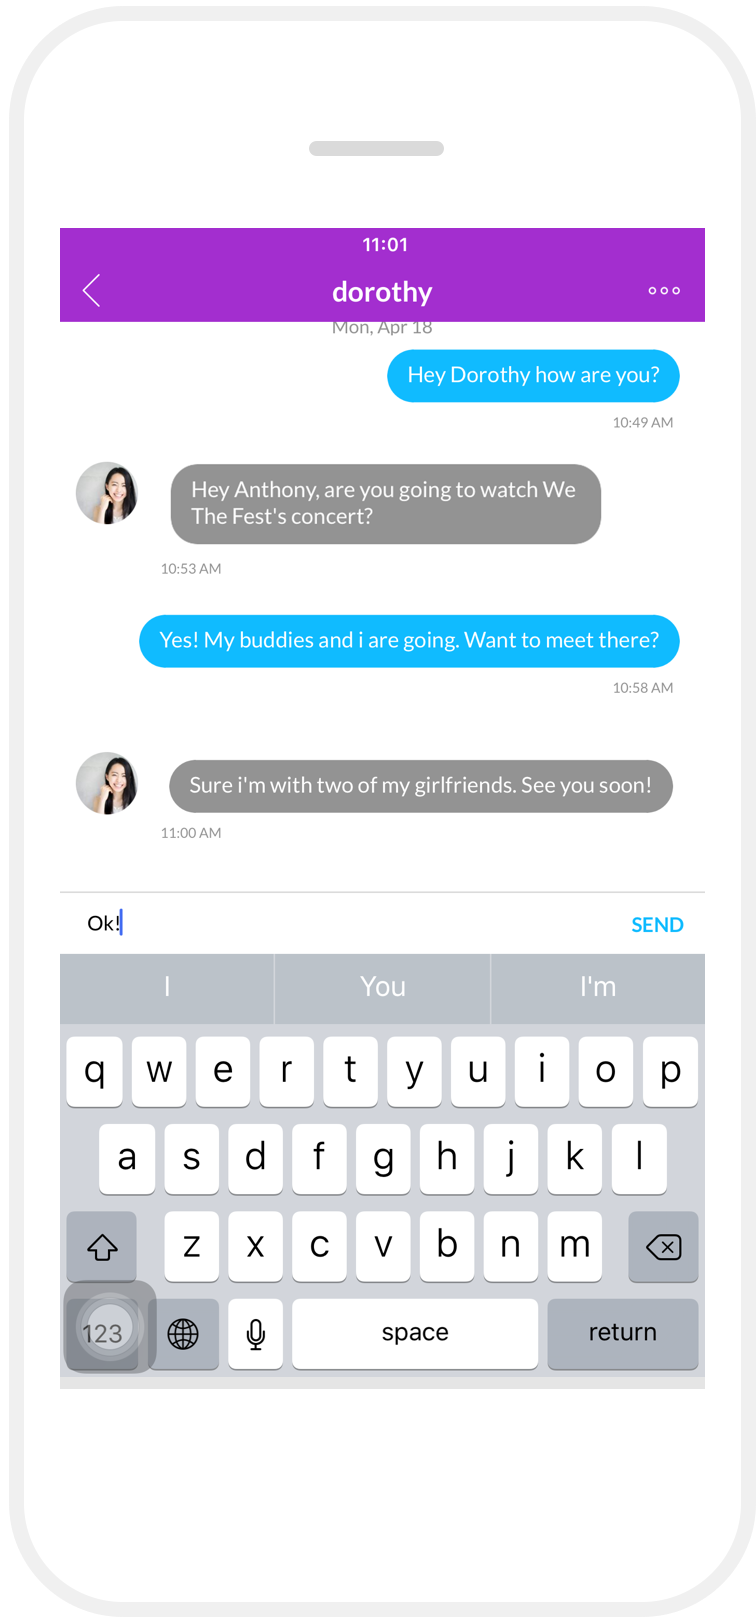 11:01
dorothy
Mon, Apr 18
Hey Dorothy how are you?
10:49 AM
Hey Anthony, are you going to watch We
The Fest's concert?
10:53 AM
Yes! My buddies and i are going. Want to meet there?
10:58 AM
Sure i'm with two of my girlfriends. See you soon!
11:00 AM
Ok! SEND
I You I'm
q w e r t y u i o p
a s d f g h j k l
z x c v b n m
123 space return